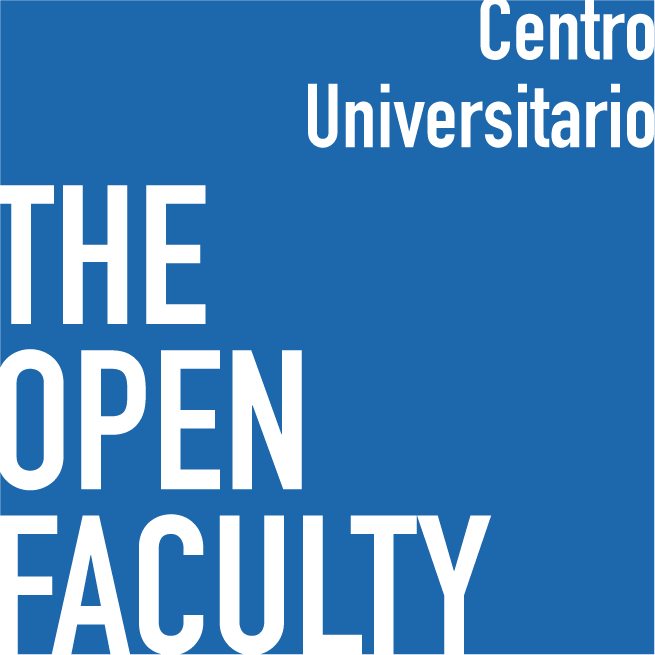 Centro
Universitario
THE
OPEN
FACULTY